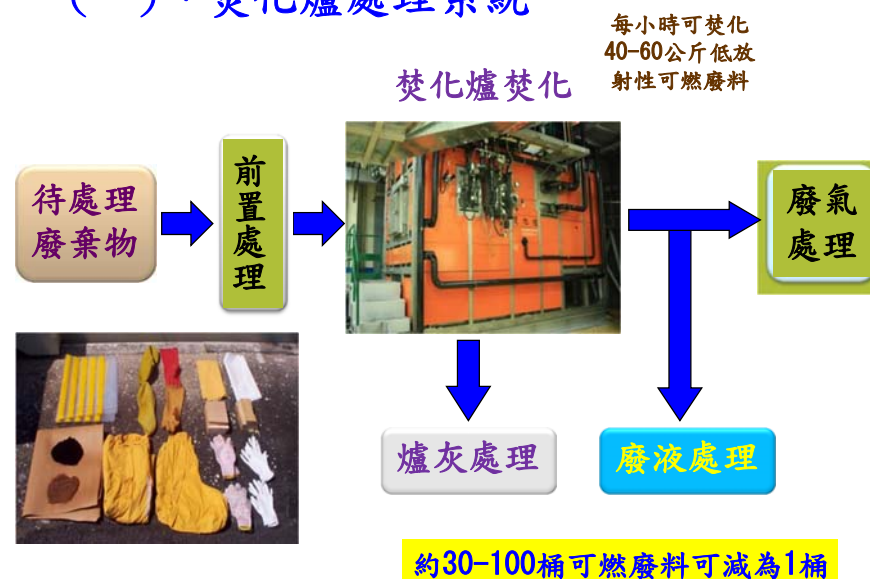 、焚化爐處理系統
每小時可焚化
40-60公斤低放
射性可燃廢料
焚化爐焚化
待處理
廢棄物
前置處理
廢氣
處理
爐灰處理
廢液處理
約30-100桶可燃廢料可減為1桶